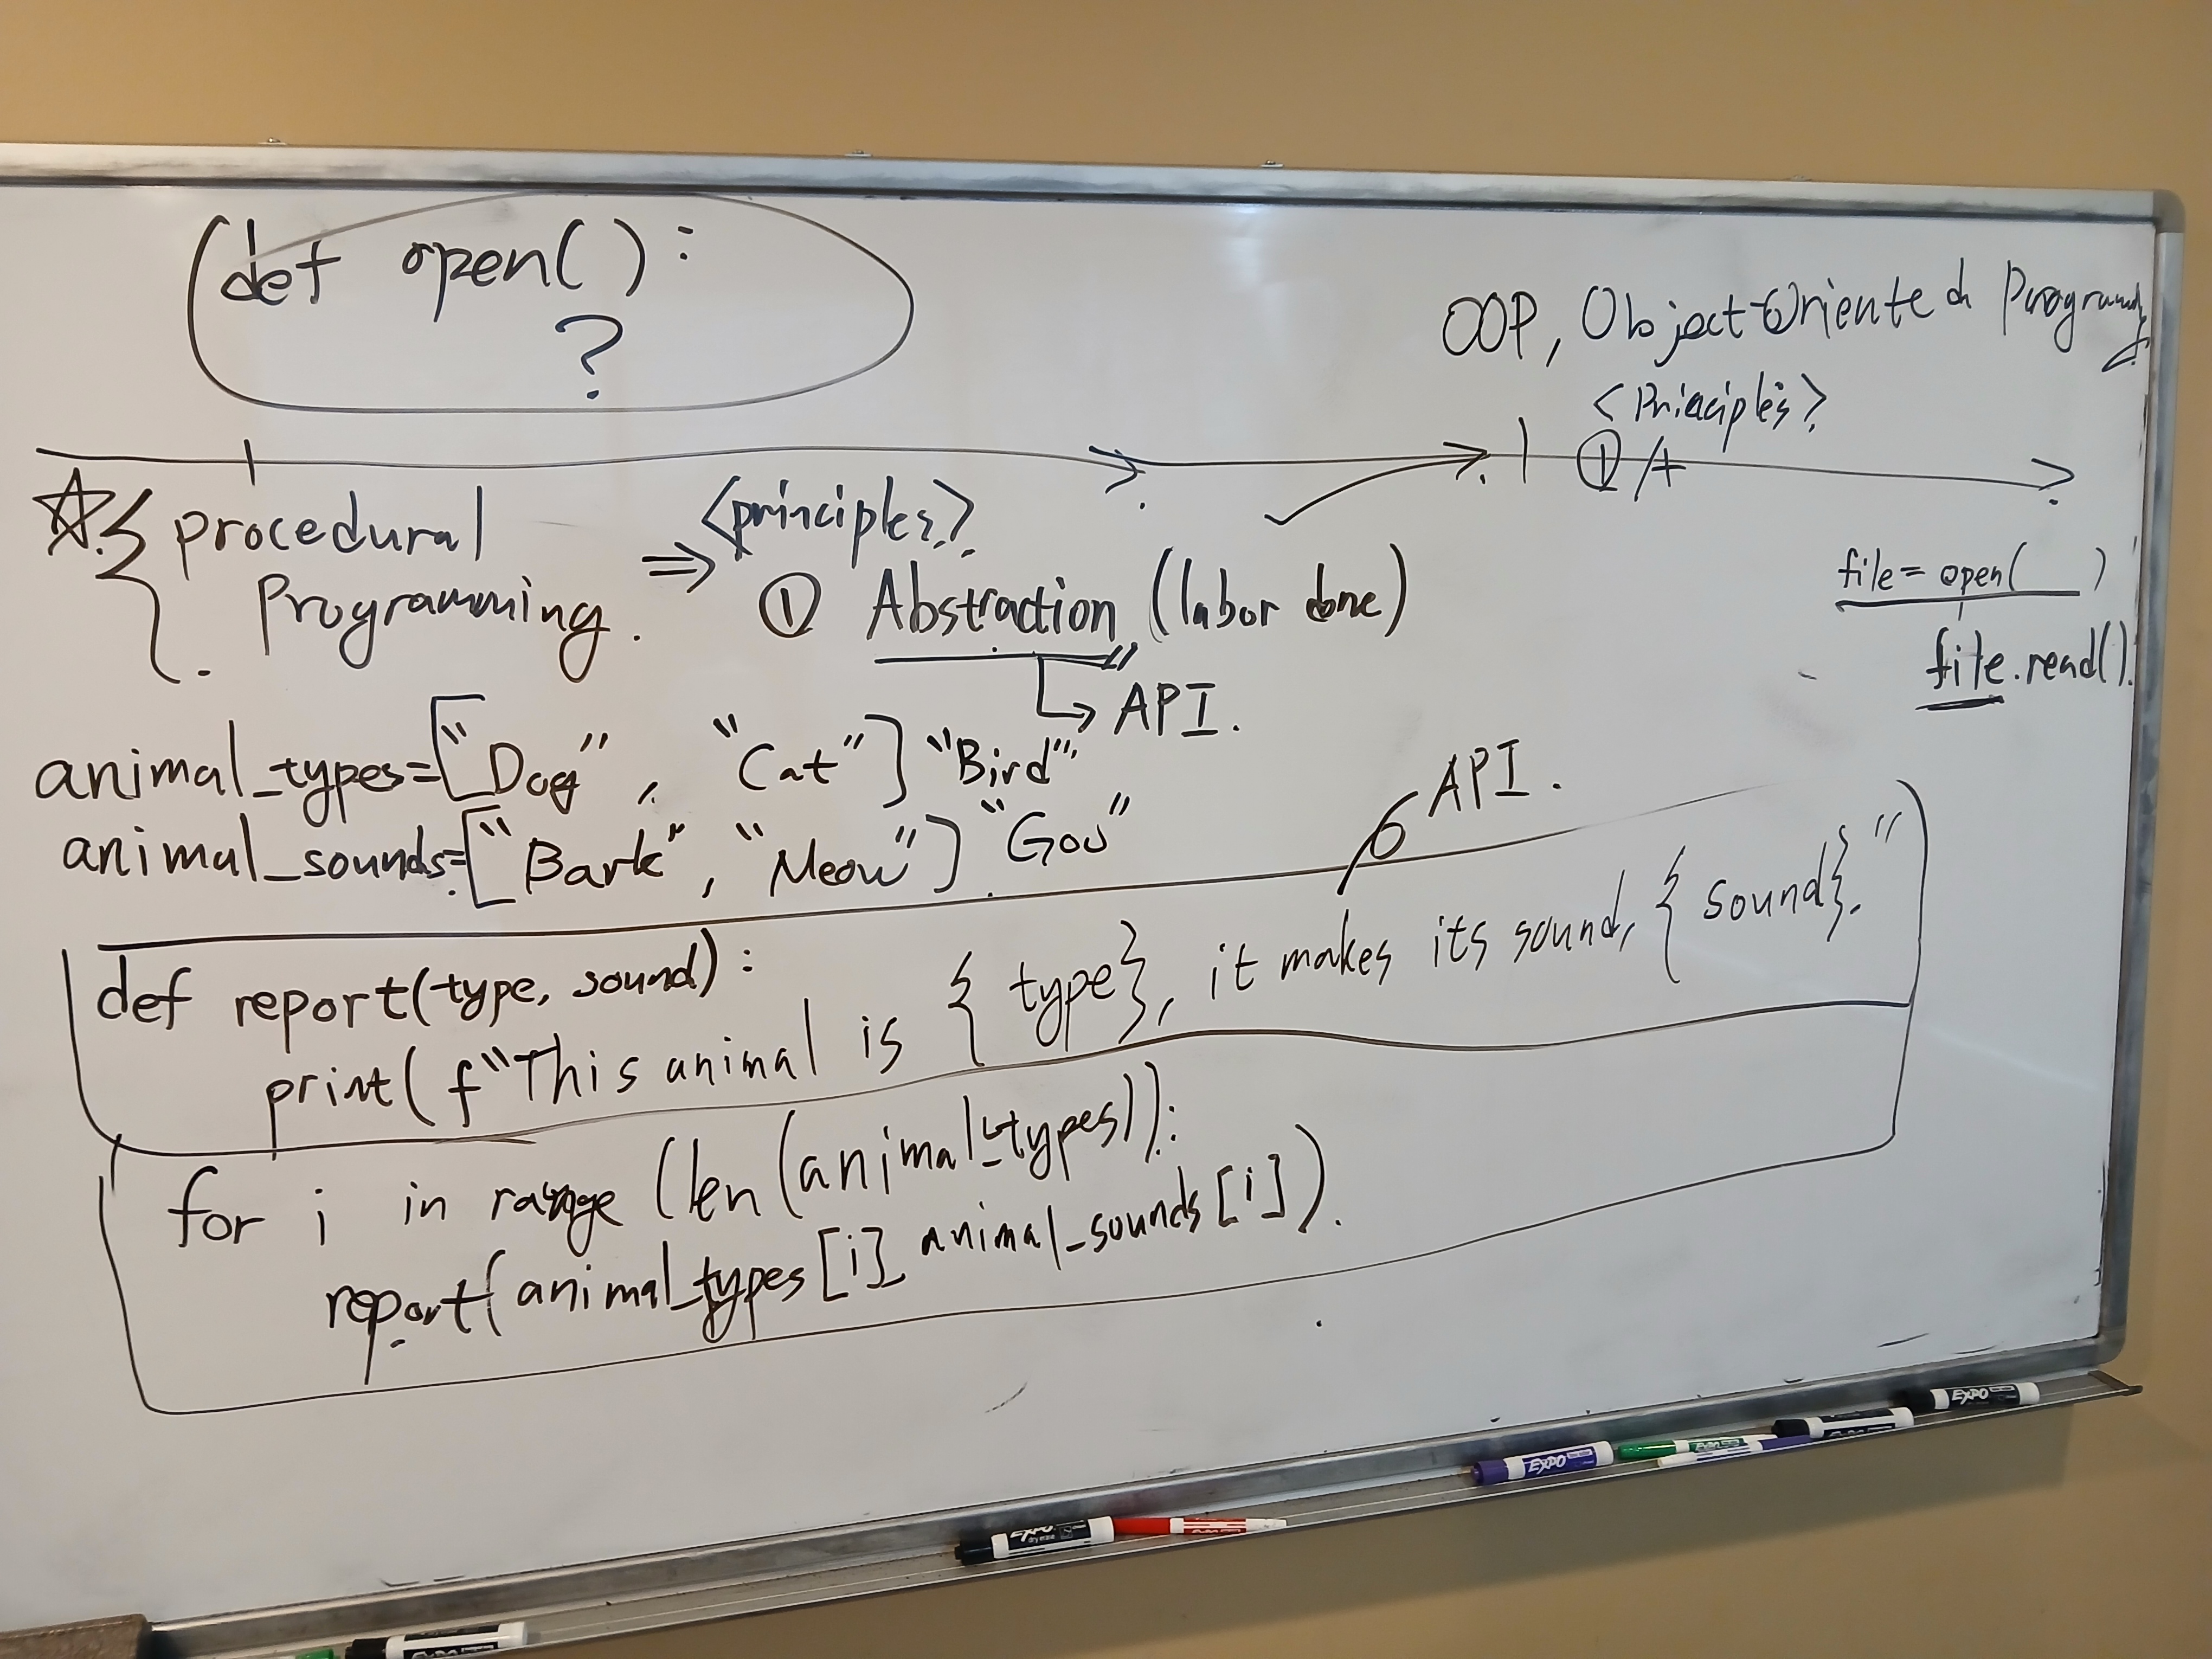 def open():
?
OOP, Object-Oriented Programming
<Principles>
① A
☆ procedural
Programming.
⇒ <principles>
① Abstraction (labor done)
↳ API.
file = open(___)
file.read().
animal_types=["Dog", "Cat"] "Bird"
animal_sounds=["Bark", "Meow"] "Goo"
API.
def report(type, sound):
print(f"This animal is {type}, it makes its sound, {sound}."
for i in range (len(animal_types)):
report(animal_types[i] animal_sounds[i]).
EXPO
EXPO
EXPO
EXPO